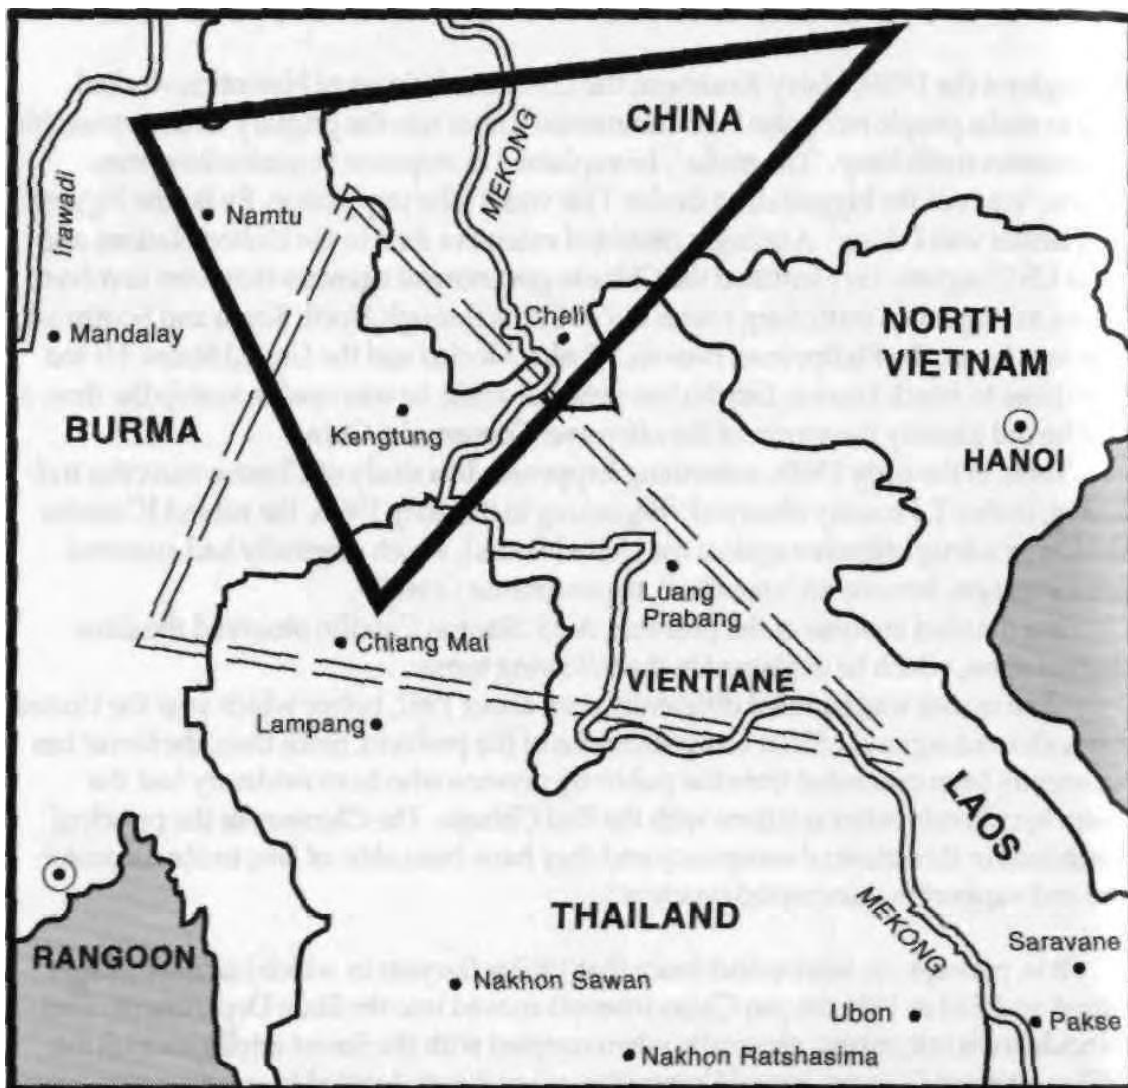 CHINA
MEKONG
Irawadi
Namtu
Mandalay
Cheli
NORTH
VIETNAM
BURMA
Kengtung
HANOI
Luang
Prabang
Chiang Mai
VIENTIANE
Lampang
LAOS
THAILAND
MEKONG
Saravane
RANGOON
Nakhon Sawan
Ubon
Pakse
Nakhon Ratshasima